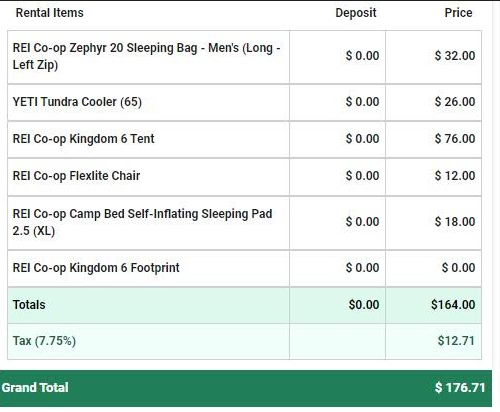 Rental Items Deposit Price
REI Co-op Zephyr 20 Sleeping Bag - Men's (Long -
Left Zip) $ 0.00 $ 32.00
YETI Tundra Cooler (65) $ 0.00 $ 26.00
REI Co-op Kingdom 6 Tent $ 0.00 $ 76.00
REI Co-op Flexlite Chair $ 0.00 $ 12.00
REI Co-op Camp Bed Self-Inflating Sleeping Pad
2.5 (XL) $ 0.00 $ 18.00
REI Co-op Kingdom 6 Footprint $ 0.00 $ 0.00
Totals $0.00 $164.00
Tax (7.75%) $12.71
Grand Total $ 176.71